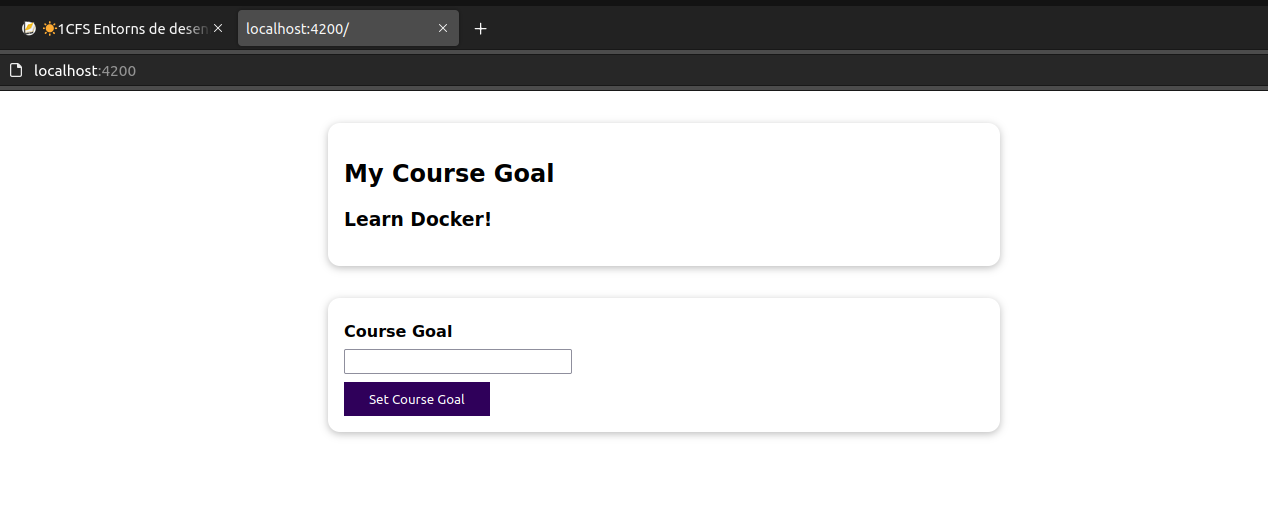 1CFS Entorns de desen
localhost:4200/
localhost:4200
My Course Goal
Learn Docker!
Course Goal
Set Course Goal